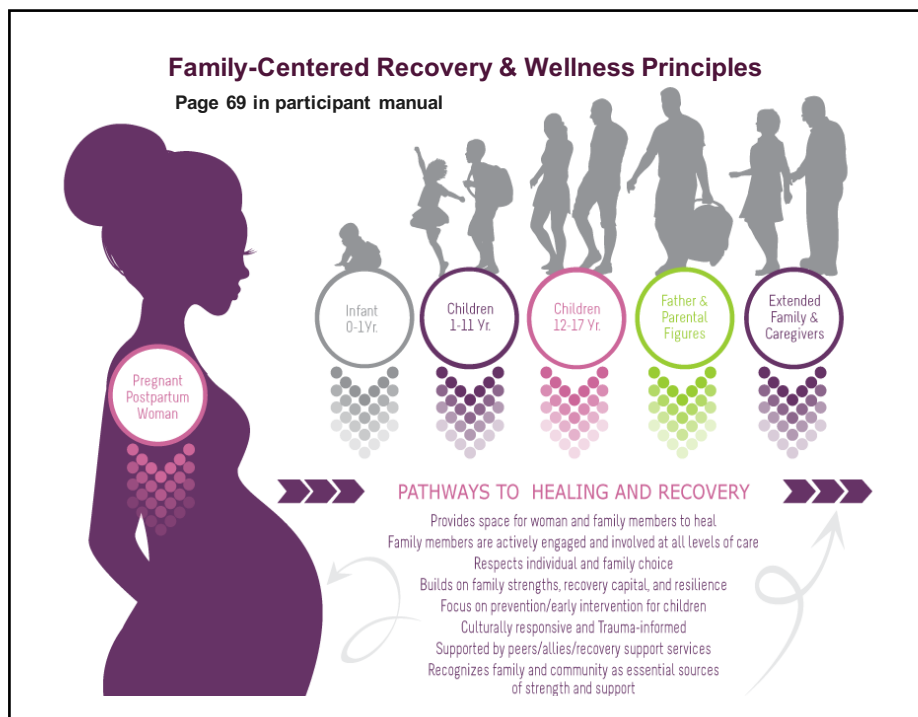 Family-Centered Recovery & Wellness Principles
Page 69 in participant manual
Infant
0-1Yr.
Children
1-11 Yr.
Children
12-17 Yr.
Father &
Parental
Figures
Extended
Family &
Caregivers
Pregnant
Postpartum
Woman
PATHWAYS TO HEALING AND RECOVERY
Provides space for woman and family members to heal
Family members are actively engaged and involved at all levels of care
Respects individual and family choice
Builds on family strengths, recovery capital, and resilience
Focus on prevention/early intervention for children
Culturally responsive and Trauma-informed
Supported by peers/allies/recovery support services
Recognizes family and community as essential sources
of strength and support